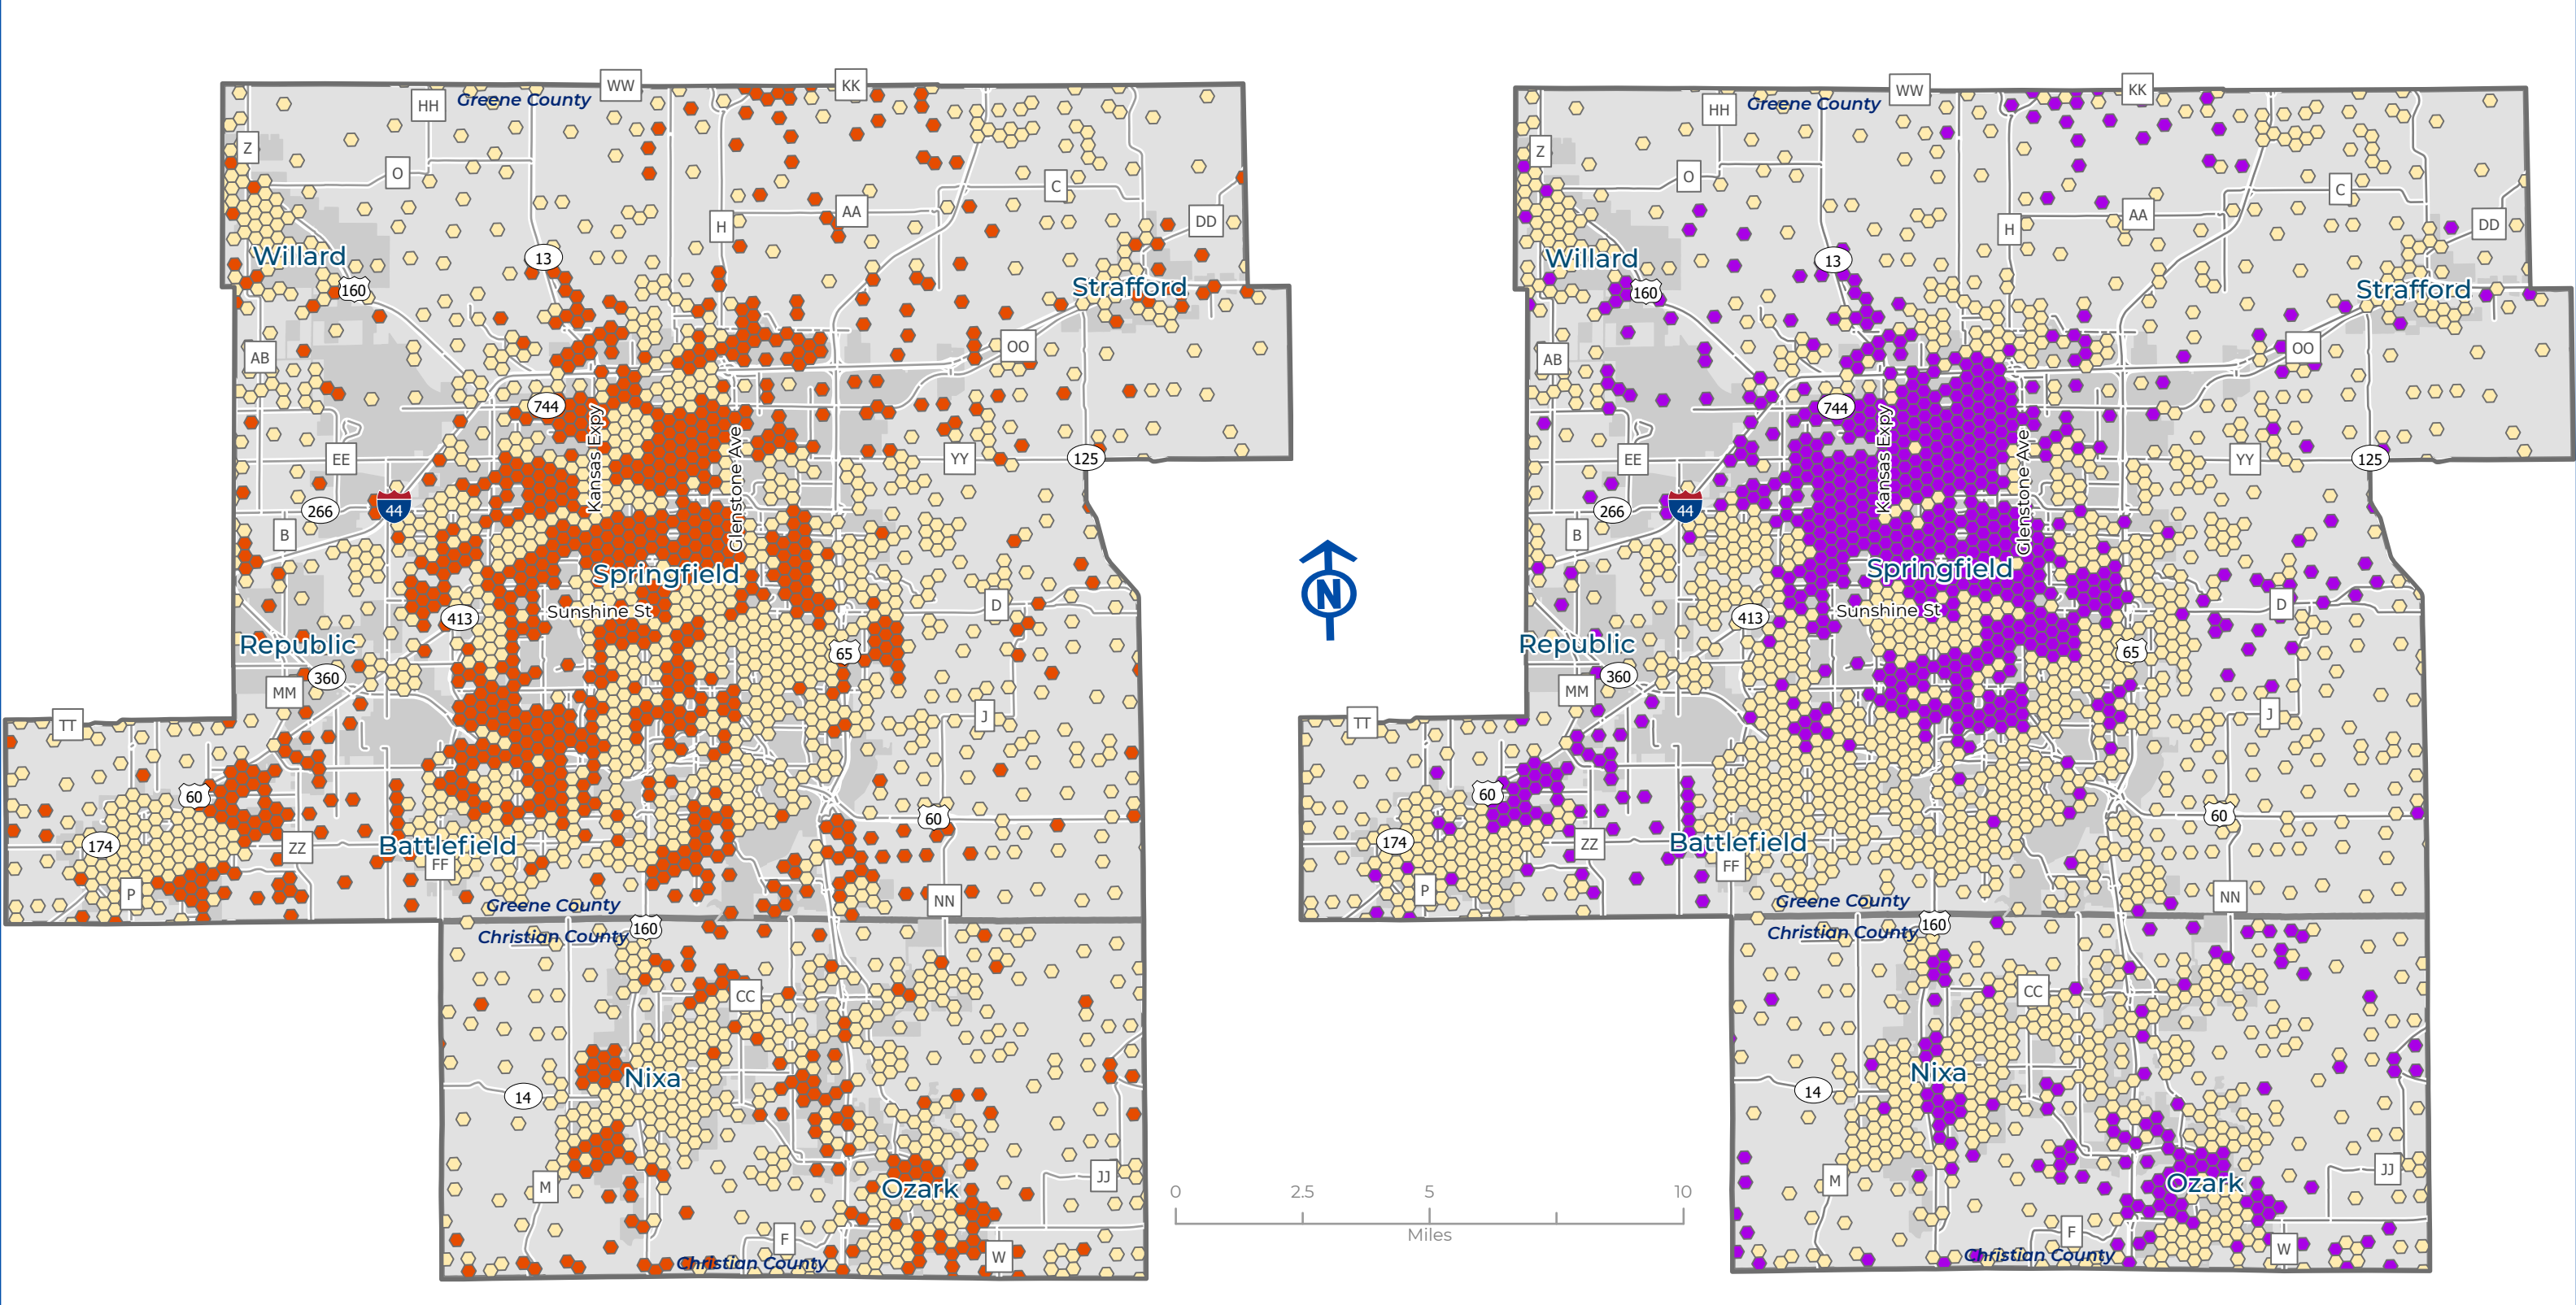 WW
KK
HH
Greene County
Z
O
C
AA
DD
H
Willard
13
160
Strafford
AB
OO
744
Kansas Expy
Glenstone Ave
EE
YY
125
266
44
B
Springfield
Sunshine St
D
413
Republic
65
360
MM
J
TT
60
60
174
ZZ
Battlefield
FF
P
NN
Greene County
Christian County
160
CC
Nixa
14
M
JJ
Ozark
F
W
Christian County
N
0
2.5
5
10
Miles
WW
KK
HH
Greene County
Z
O
C
AA
DD
H
Willard
13
160
Strafford
AB
OO
744
Kansas Expy
Glenstone Ave
EE
YY
125
266
44
B
Springfield
Sunshine St
D
413
Republic
65
360
MM
J
TT
60
60
174
ZZ
Battlefield
FF
P
NN
Greene County
Christian County
160
CC
Nixa
14
M
JJ
Ozark
F
W
Christian County